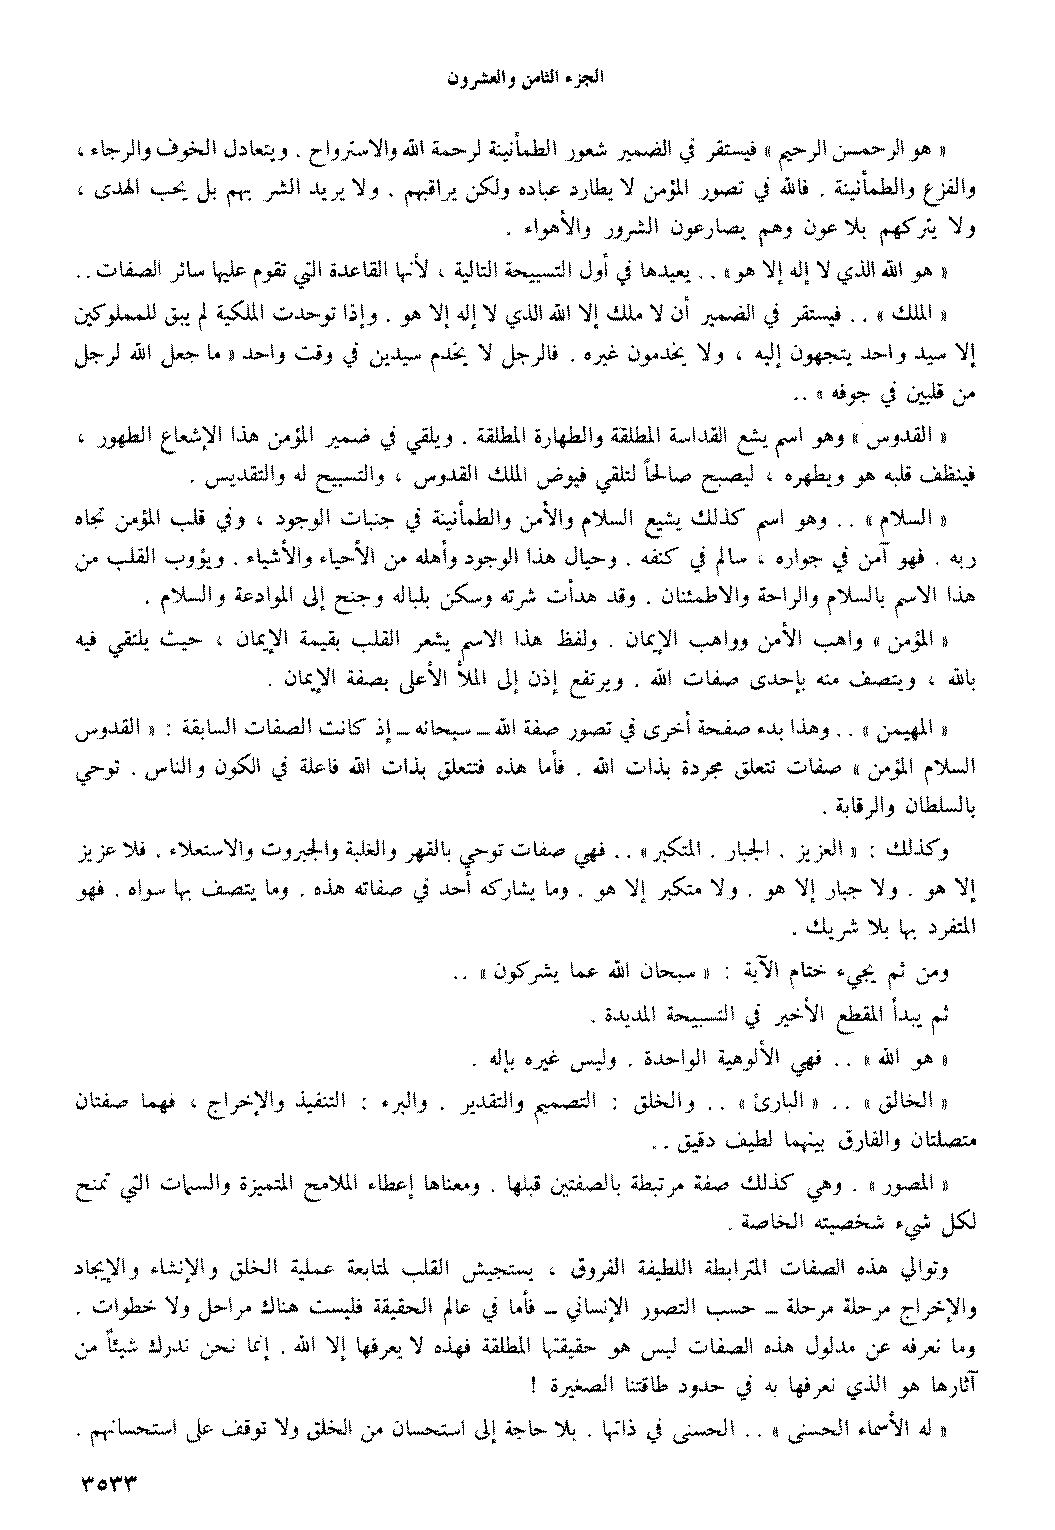 الجزء الثامن والعشرون
« هو الرحمن الرحيم » فيستقر في الضمير شعور الطمأنينة لرحمة الله والاسترواح . ويتعادل الخوف والرجاء ،
والفزع والطمأنينة . فالله في تصور المؤمن لا يطارد عباده ولكن يراقبهم . ولا يريد الشر بهم بل يحب الهدى ،
ولا يتركهم بلا عون وهم يصارعون الشرور والأهواء .
« هو الله الذي لا إله إلا هو » .. يعيدها في أول التسبيحة التالية ، لأنها القاعدة التي تقوم عليها سائر الصفات ..
« الملك » .. فيستقر في الضمير أن لا ملك إلا الله الذي لا إله إلا هو . وإذا توحدت الملكية لم يبق للمملوكين
إلا سيد واحد يتجهون إليه ، ولا يخدمون غيره . فالرجل لا يخدم سيدين في وقت واحد « ما جعل الله لرجل
من قلبين في جوفه » ..
« القدوس » وهو اسم يشع القداسة المطلقة والطهارة المطلقة . ويلقي في ضمير المؤمن هذا الإشعاع الطهور ،
فينظف قلبه هو ويطهره ، ليصبح صالحاً لتلقي فيوض الملك القدوس ، والتسبيح له والتقديس .
« السلام » .. وهو اسم كذلك يشيع السلام والأمن والطمأنينة في جنبات الوجود ، وفي قلب المؤمن تجاه
ربه . فهو آمن في جواره ، سالم في كنفه . وحيال هذا الوجود وأهله من الأحياء والأشياء . ويؤوب القلب من
هذا الاسم بالسلام والراحة والاطمئنان . وقد هدأت شرته وسكن بلباله وجنح إلى الموادعة والسلام .
« المؤمن » واهب الأمن وواهب الإيمان . ولفظ هذا الاسم يشعر القلب بقيمة الإيمان ، حيث يلتقي فيه
بالله ، ويتصف منه بإحدى صفات الله . ويرتفع إذن إلى الملأ الأعلى بصفة الإيمان .
« المهيمن » .. وهذا بدء صفحة أخرى في تصور صفة الله – سبحانه – إذ كانت الصفات السابقة : « القدوس
السلام المؤمن » صفات تتعلق مجردة بذات الله . فأما هذه فتتعلق بذات الله فاعلة في الكون والناس . توحي
بالسلطان والرقابة .
وكذلك : « العزيز . الجبار . المتكبر » .. فهي صفات توحي بالقهر والغلبة والجبروت والاستعلاء . فلا عزيز
إلا هو . ولا جبار إلا هو . ولا متكبر إلا هو . وما يشاركه أحد في صفاته هذه . وما يتصف بها سواه . فهو
المتفرد بها بلا شريك .
ومن ثم يجيء ختام الآية : « سبحان الله عما يشركون » ..
ثم يبدأ المقطع الأخير في التسبيحة المديدة .
« هو الله » .. فهي الألوهية الواحدة . وليس غيره بإله .
« الخالق » .. « البارئ » .. والخلق : التصميم والتقدير . والبرء : التنفيذ والإخراج ، فهما صفتان
متصلتان والفارق بينهما لطيف دقيق ..
« المصور » . وهي كذلك صفة مرتبطة بالصفتين قبلها . ومعناها إعطاء الملامح المتميزة والسمات التي تمنح
لكل شيء شخصيته الخاصة .
وتوالي هذه الصفات المترابطة اللطيفة الفروق ، يستجيش القلب لمتابعة عملية الخلق والإنشاء والإيجاد
والإخراج مرحلة مرحلة – حسب التصور الإنساني – فأما في عالم الحقيقة فليست هناك مراحل ولا خطوات .
وما نعرفه عن مدلول هذه الصفات ليس هو حقيقتها المطلقة فهذه لا يعرفها إلا الله . إنما نحن ندرك شيئاً من
آثارها هو الذي نعرفها به في حدود طاقتنا الصغيرة !
« له الأسماء الحسنى » .. الحسنى في ذاتها . بلا حاجة إلى استحسان من الخلق ولا توقف على استحسانهم .
٣٥٣٣